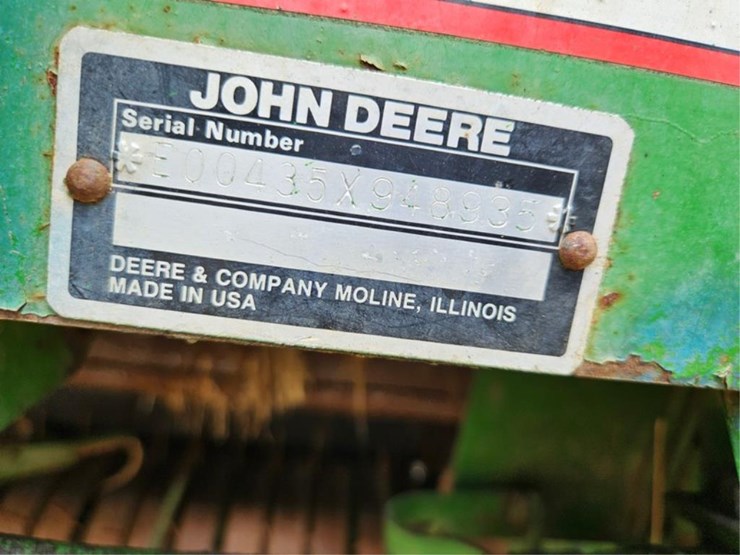 JOHN DEERE
Serial Number
*E00435X948935*
DEERE & COMPANY MOLINE, ILLINOIS
MADE IN USA